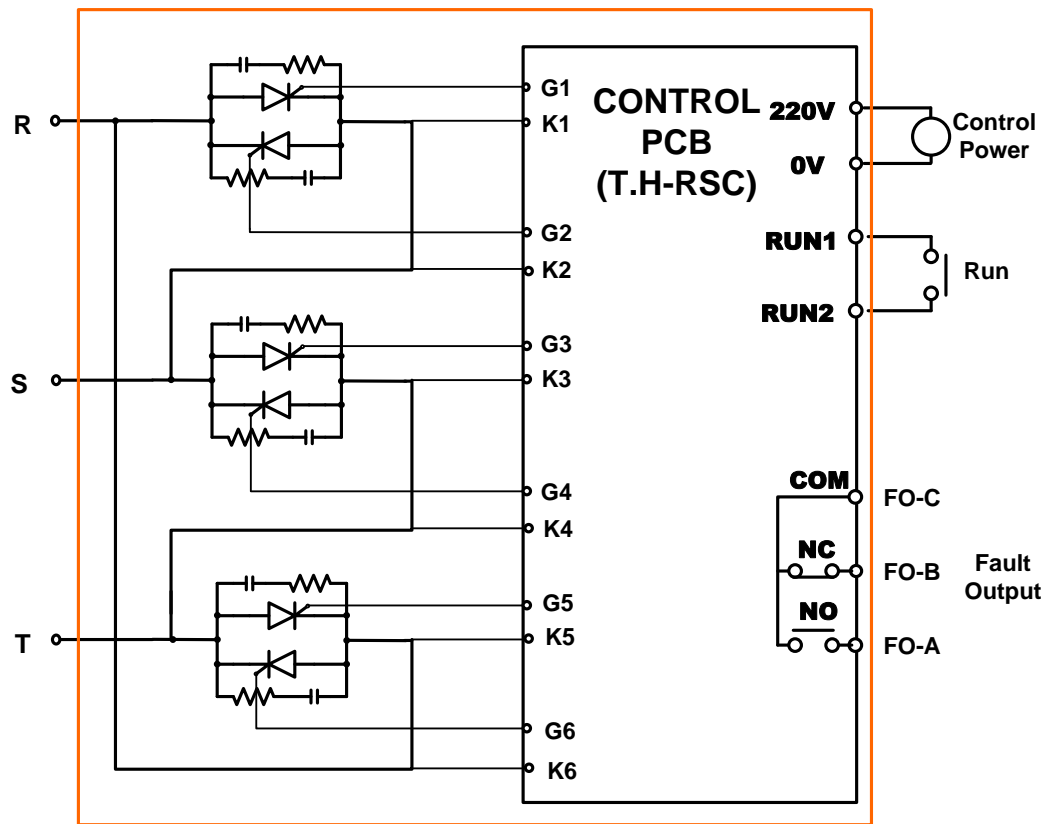 R
S
T
G1
K1
G2
K2
G3
K3
G4
K4
G5
K5
G6
K6
CONTROL
PCB
(T.H-RSC)
220V
0V
RUN1
RUN2
COM
NC
NO
Control
Power
Run
FO-C
FO-B
FO-A
Fault
Output